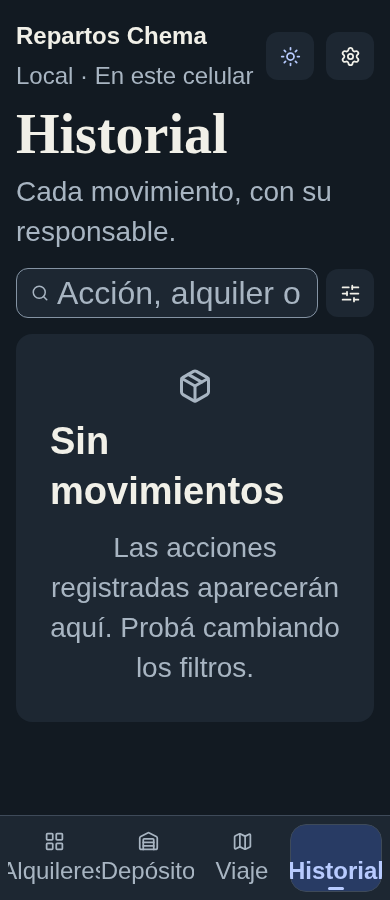 Repartos Chema
Local · En este celular
Historial
Cada movimiento, con su
responsable.
Acción, alquiler o
Sin
movimientos
Las acciones
registradas aparecerán
aquí. Probá cambiando
los filtros.
Alquileres
Depósito
Viaje
Historial